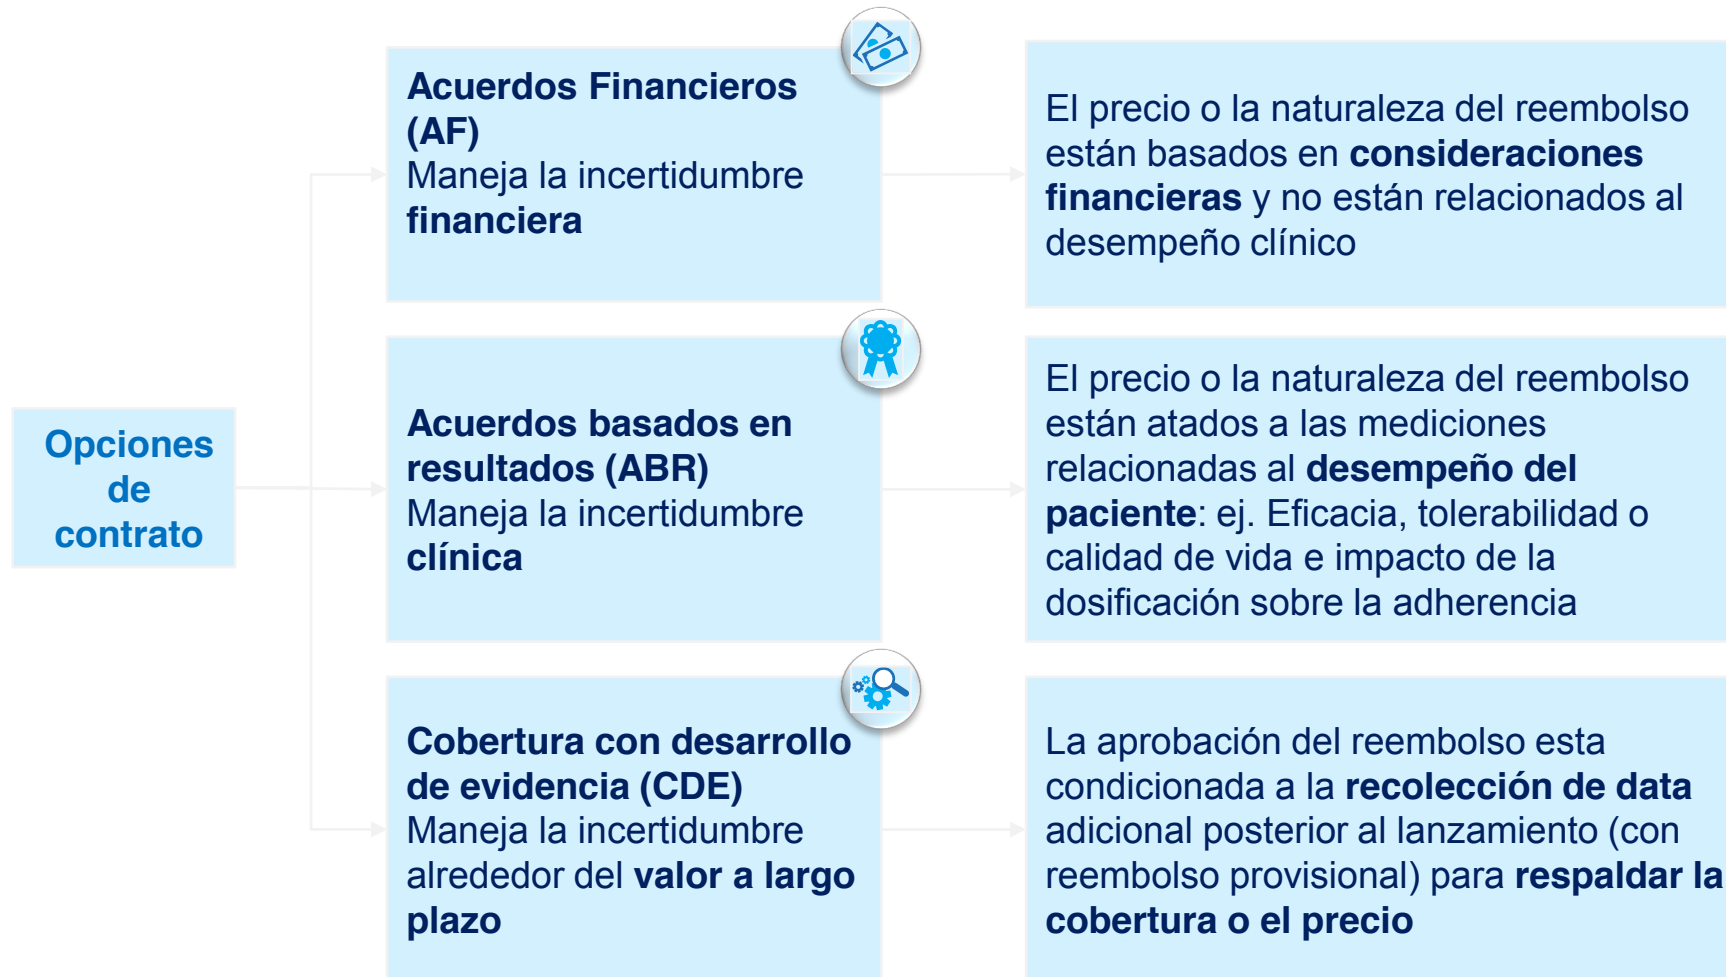 Opciones
de
contrato
Acuerdos Financieros
(AF)
Maneja la incertidumbre
financiera
El precio o la naturaleza del reembolso
están basados en consideraciones
financieras y no están relacionados al
desempeño clínico
Acuerdos basados en
resultados (ABR)
Maneja la incertidumbre
clínica
El precio o la naturaleza del reembolso
están atados a las mediciones
relacionadas al desempeño del
paciente: ej. Eficacia, tolerabilidad o
calidad de vida e impacto de la
dosificación sobre la adherencia
Cobertura con desarrollo
de evidencia (CDE)
Maneja la incertidumbre
alrededor del valor a largo
plazo
La aprobación del reembolso esta
condicionada a la recolección de data
adicional posterior al lanzamiento (con
reembolso provisional) para respaldar la
cobertura o el precio